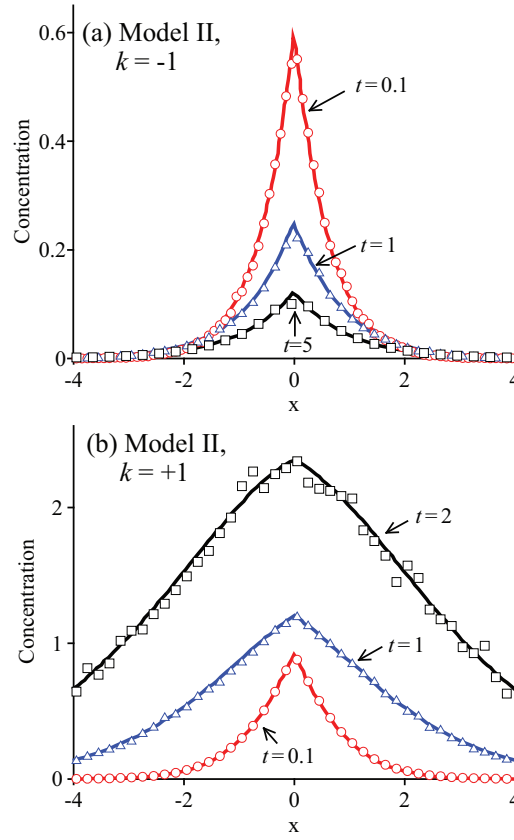 (a) Model II,
k = -1
0.6
0.4
0.2
0
Concentration
t = 0.1
t = 1
t=5
-4 -2 0 2 4
x
(b) Model II,
k = +1
2
1
0
Concentration
t = 2
t = 1
t = 0.1
-4 -2 0 2 4
x